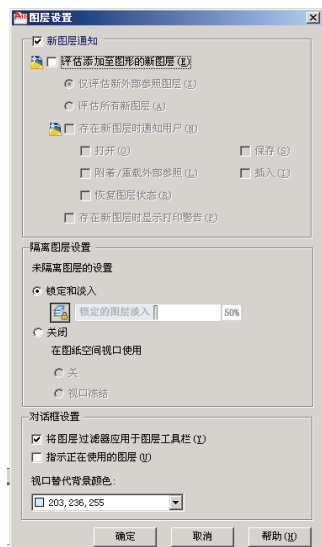 图层设置
新图层通知
评估添加至图形的新图层(E)
仅评估新外部参照图层(X)
评估所有新图层(A)
存在新图层时通知用户(N)
打开(O) 保存(S)
附着/重载外部参照(L) 插入(I)
恢复图层状态(R)
存在新图层时显示打印警告(P)
隔离图层设置
未隔离图层的设置
锁定和淡入
锁定的图层淡入 50%
关闭
在图纸空间视口使用
关
视口冻结
对话框设置
将图层过滤器应用于图层工具栏(Y)
指示正在使用的图层(U)
视口替代背景颜色:
203, 236, 255
确定 取消 帮助(H)